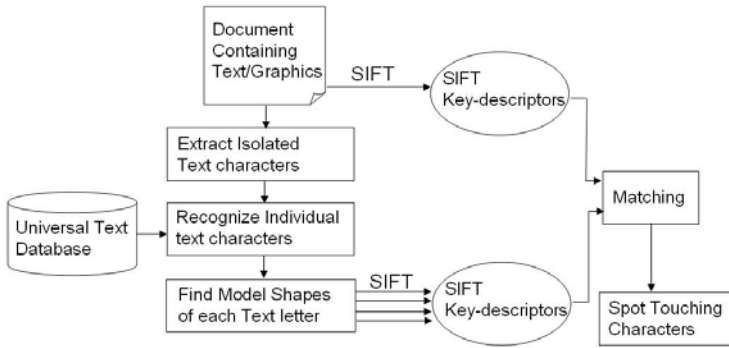 Document
Containing
Text/Graphics
SIFT
SIFT
Key-descriptors
Extract Isolated
Text characters
Matching
Universal Text
Database
Recognize Individual
text characters
Find Model Shapes
of each Text letter
SIFT
SIFT
Key-descriptors
Spot Touching
Characters